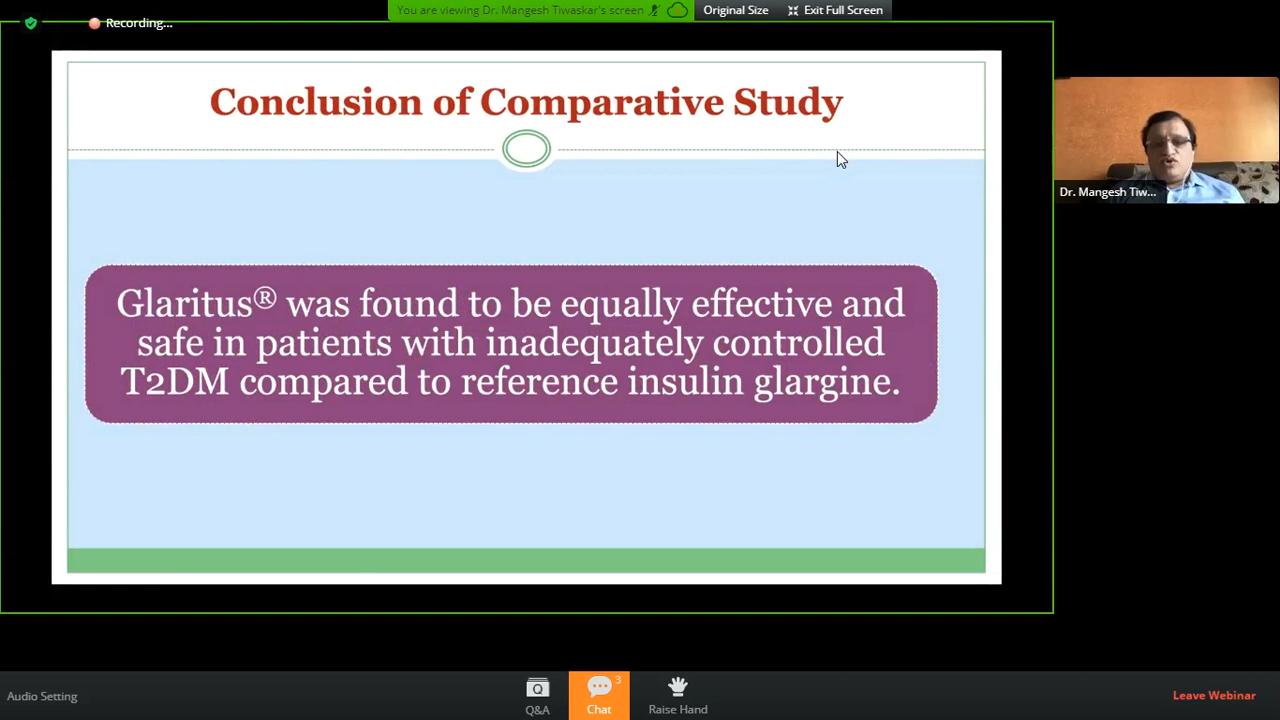 You are viewing Dr. Mangesh Tiwaskar's screen
Original Size
Exit Full Screen
Recording...
Conclusion of Comparative Study
Glaritus® was found to be equally effective and
safe in patients with inadequately controlled
T2DM compared to reference insulin glargine.
Dr. Mangesh Tiw...
Audio Setting
Q
Q&A
3
Chat
Raise Hand
Leave Webinar